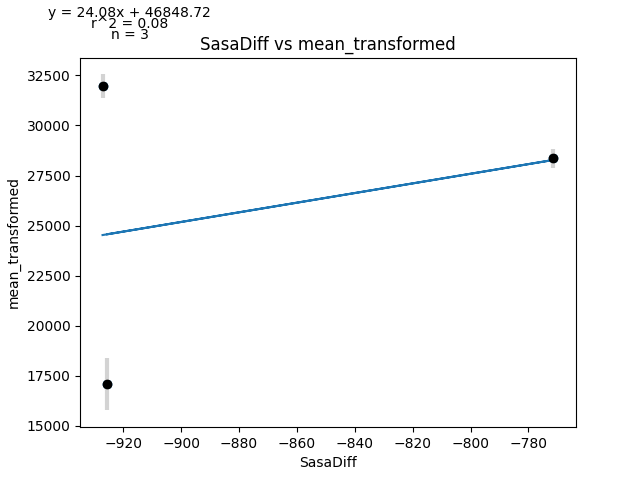 y = 24.08x + 46848.72
r^2 = 0.08
n = 3
SasaDiff vs mean_transformed
32500
30000
27500
25000
22500
20000
17500
15000
mean_transformed
−920 −900 −880 −860 −840 −820 −800 −780
SasaDiff